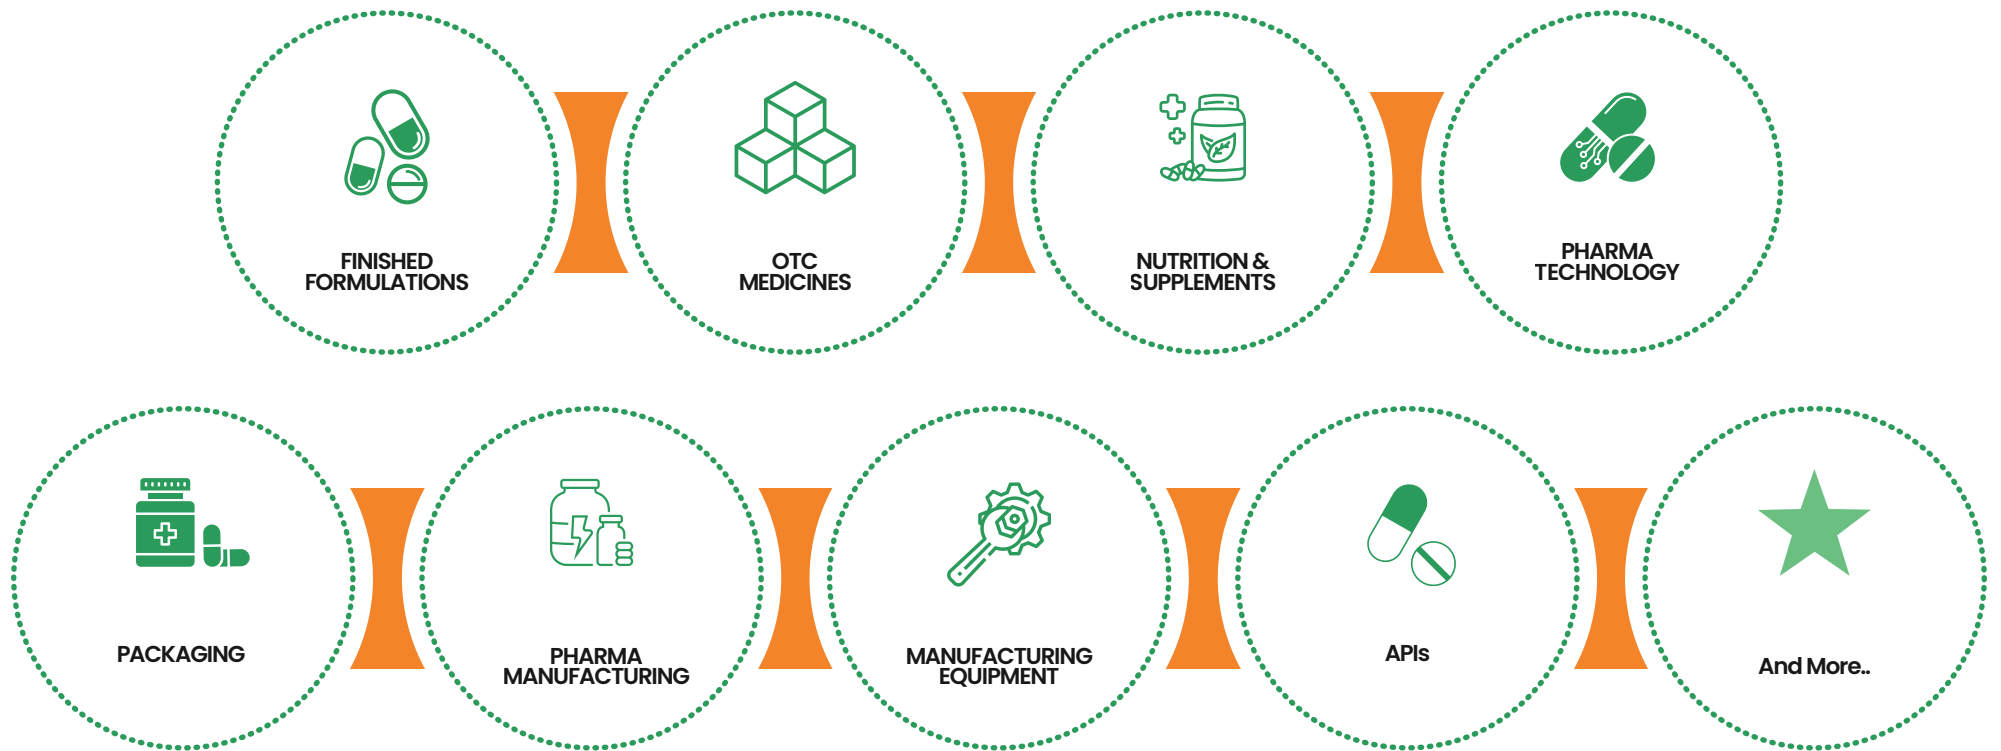 FINISHED
FORMULATIONS
OTC
MEDICINES
NUTRITION &
SUPPLEMENTS
PHARMA
TECHNOLOGY
PACKAGING
PHARMA
MANUFACTURING
MANUFACTURING
EQUIPMENT
APIs
And More..